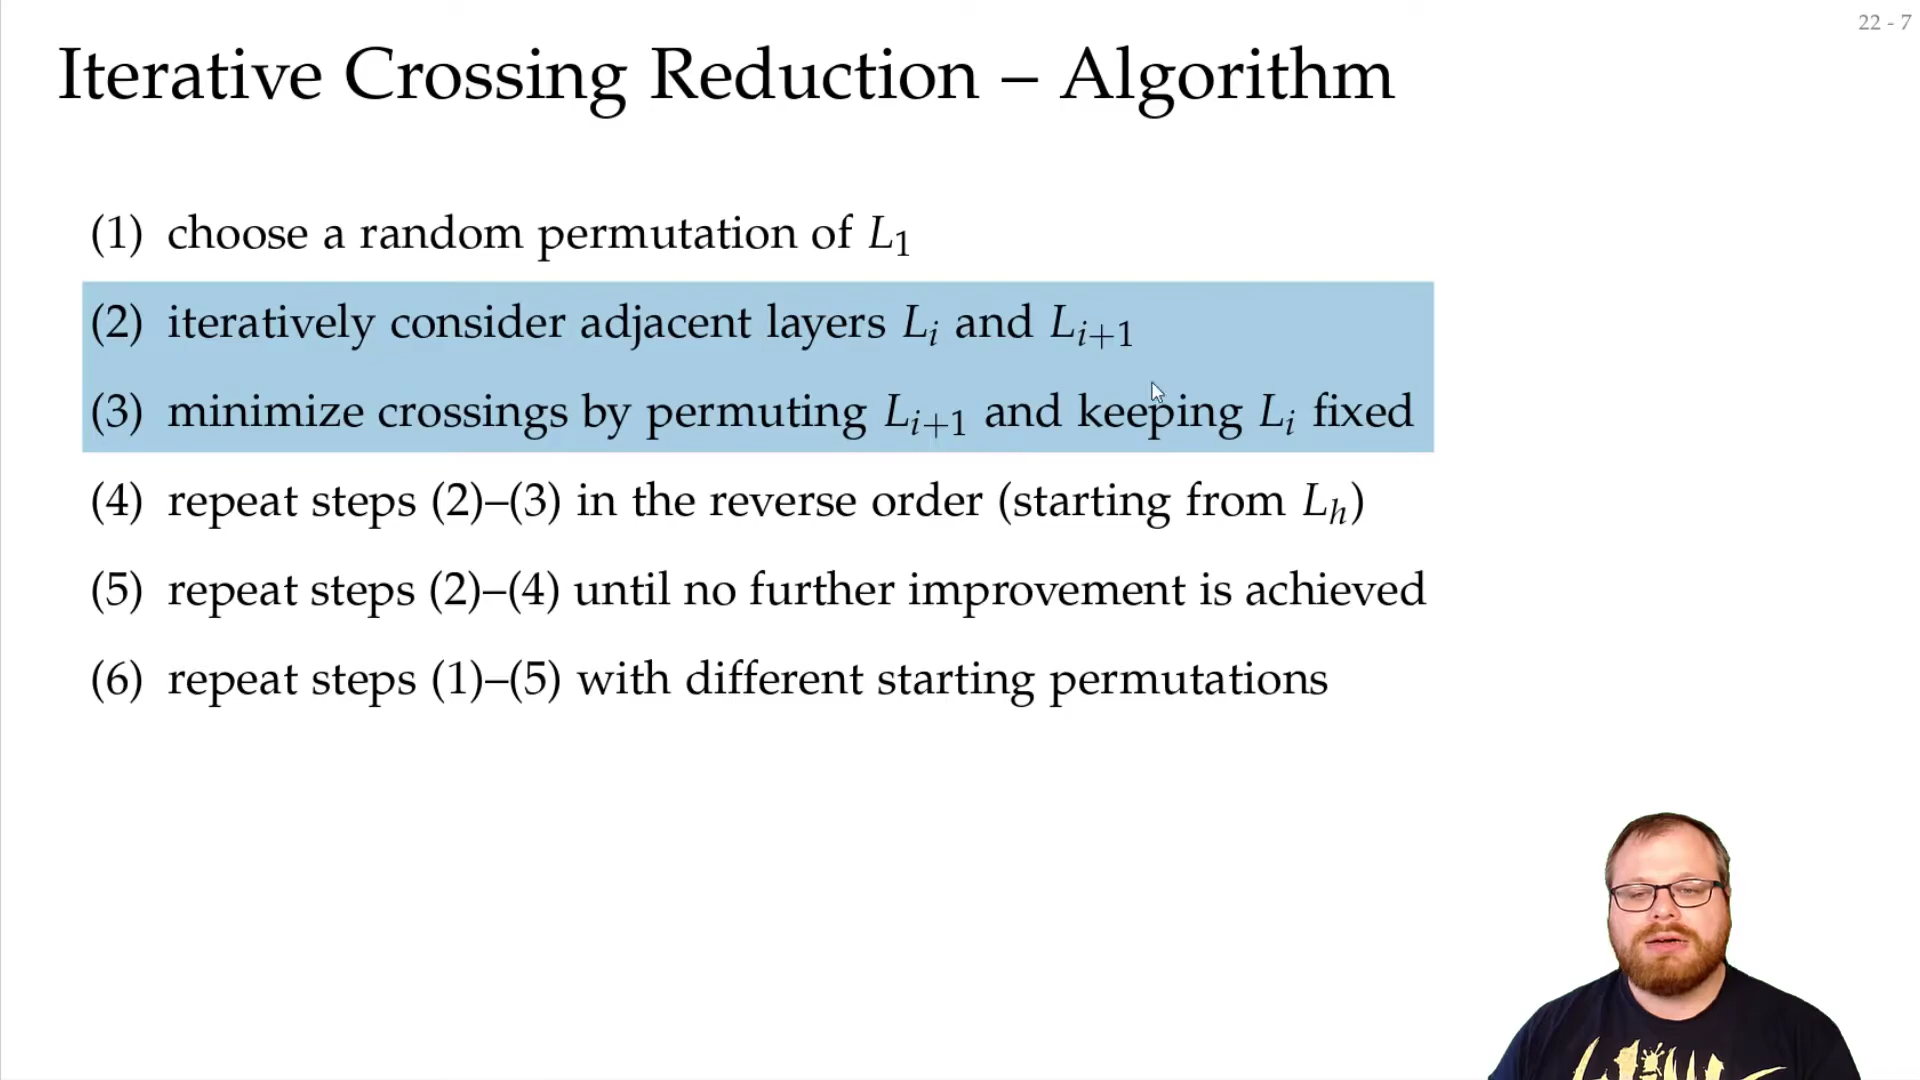 22 - 7
Iterative Crossing Reduction – Algorithm
(1) choose a random permutation of L₁
(2) iteratively consider adjacent layers Lᵢ and Lᵢ₊₁
(3) minimize crossings by permuting Lᵢ₊₁ and keeping Lᵢ fixed
(4) repeat steps (2)–(3) in the reverse order (starting from Lₕ)
(5) repeat steps (2)–(4) until no further improvement is achieved
(6) repeat steps (1)–(5) with different starting permutations